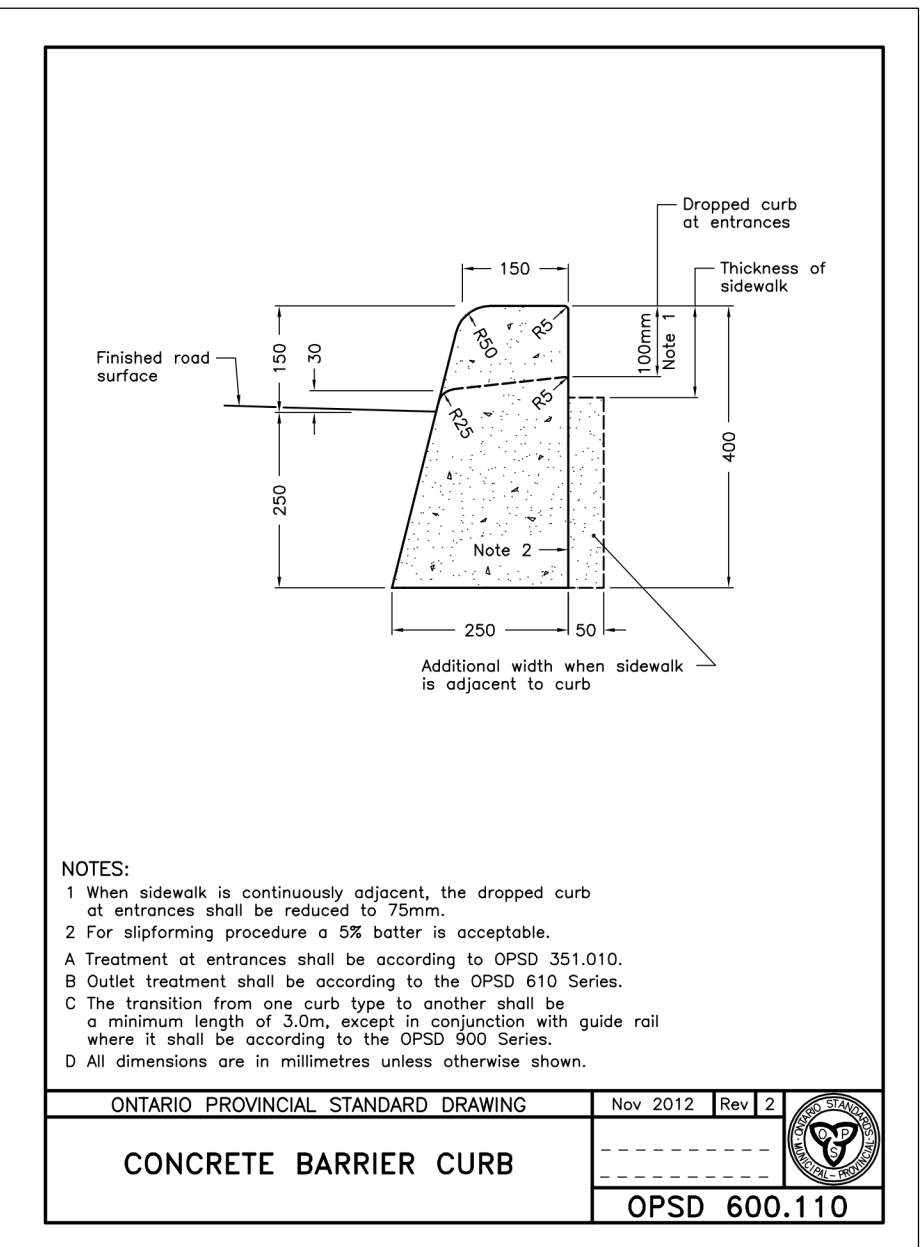 Dropped curb
at entrances
150
Thickness of
sidewalk
R50
R5
100mm
Note 1
Finished road
surface
150
30
R25
R5
400
250
Note 2
250
50
Additional width when sidewalk
is adjacent to curb
NOTES:
1 When sidewalk is continuously adjacent, the dropped curb
at entrances shall be reduced to 75mm.
2 For slipforming procedure a 5% batter is acceptable.
A Treatment at entrances shall be according to OPSD 351.010.
B Outlet treatment shall be according to the OPSD 610 Series.
C The transition from one curb type to another shall be
a minimum length of 3.0m, except in conjunction with guide rail
where it shall be according to the OPSD 900 Series.
D All dimensions are in millimetres unless otherwise shown.
ONTARIO PROVINCIAL STANDARD DRAWING
Nov 2012 Rev 2
CONCRETE BARRIER CURB
ONTARIO STANDARDS
MUNICIPAL - PROVINCIAL
O P
S
OPSD 600.110